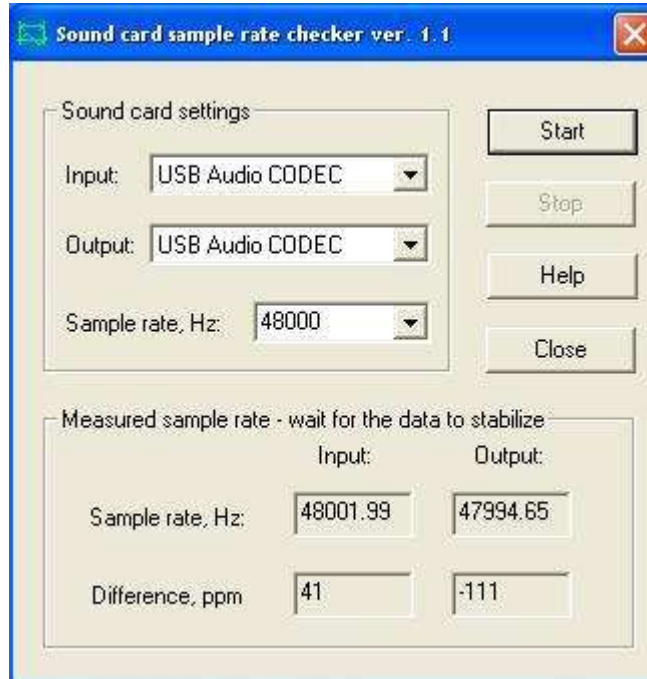 Sound card sample rate checker ver. 1.1
Sound card settings
Input: USB Audio CODEC
Output: USB Audio CODEC
Sample rate, Hz: 48000
Start
Stop
Help
Close
Measured sample rate - wait for the data to stabilize
Input: Output:
Sample rate, Hz: 48001.99 47994.65
Difference, ppm 41 -111